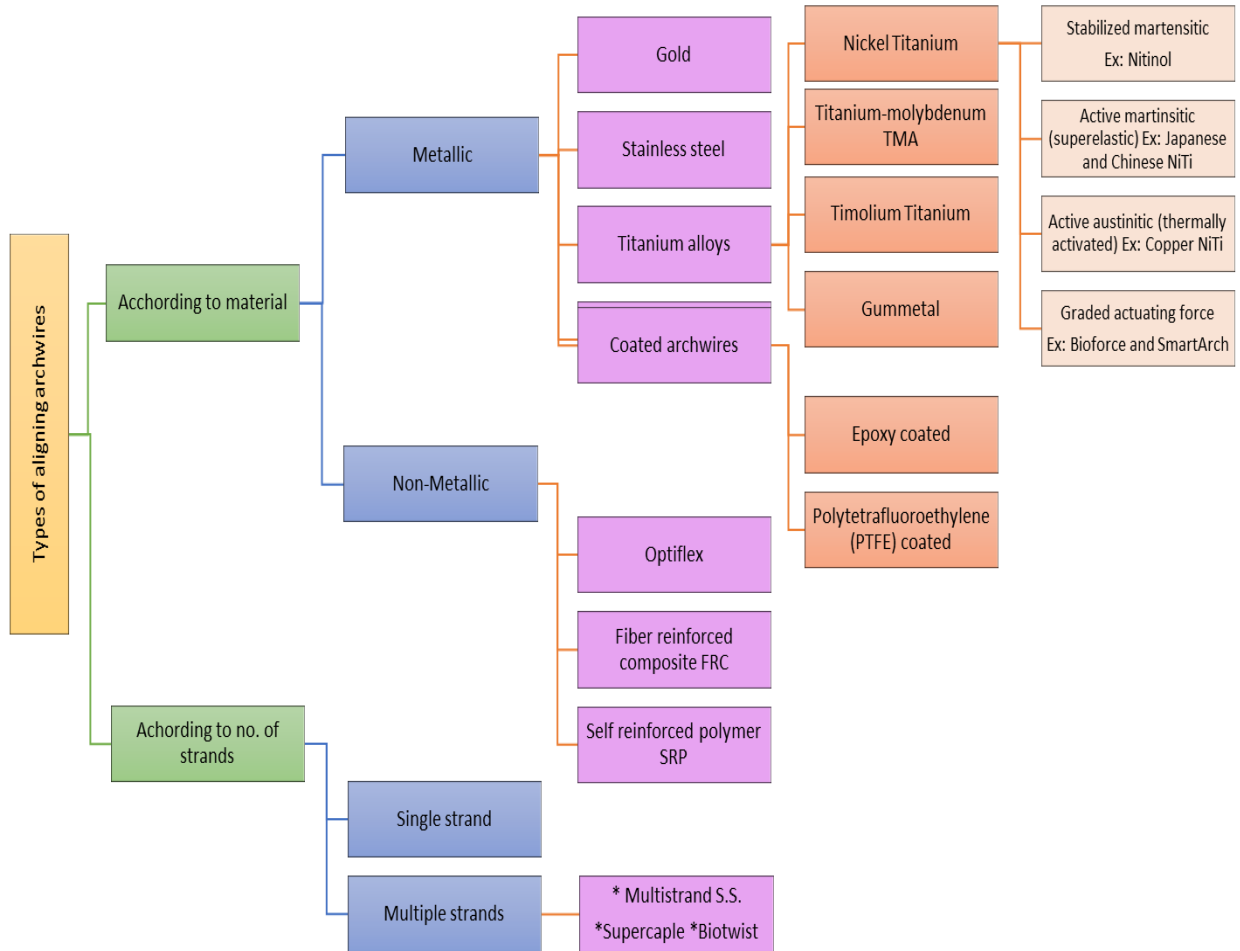 Types of aligning archwires
Acchording to material
Metallic
Gold
Stainless steel
Titanium alloys
Nickel Titanium
Stabilized martensitic
Ex: Nitinol
Active martinsitic
(superelastic) Ex: Japanese
and Chinese NiTi
Active austinitic (thermally
activated) Ex: Copper NiTi
Graded actuating force
Ex: Bioforce and SmartArch
Titanium-molybdenum
TMA
Timolium Titanium
Gummetal
Coated archwires
Epoxy coated
Polytetrafluoroethylene
(PTFE) coated
Non-Metallic
Optiflex
Fiber reinforced
composite FRC
Self reinforced polymer
SRP
Achording to no. of
strands
Single strand
Multiple strands
* Multistrand S.S.
*Supercaple *Biotwist